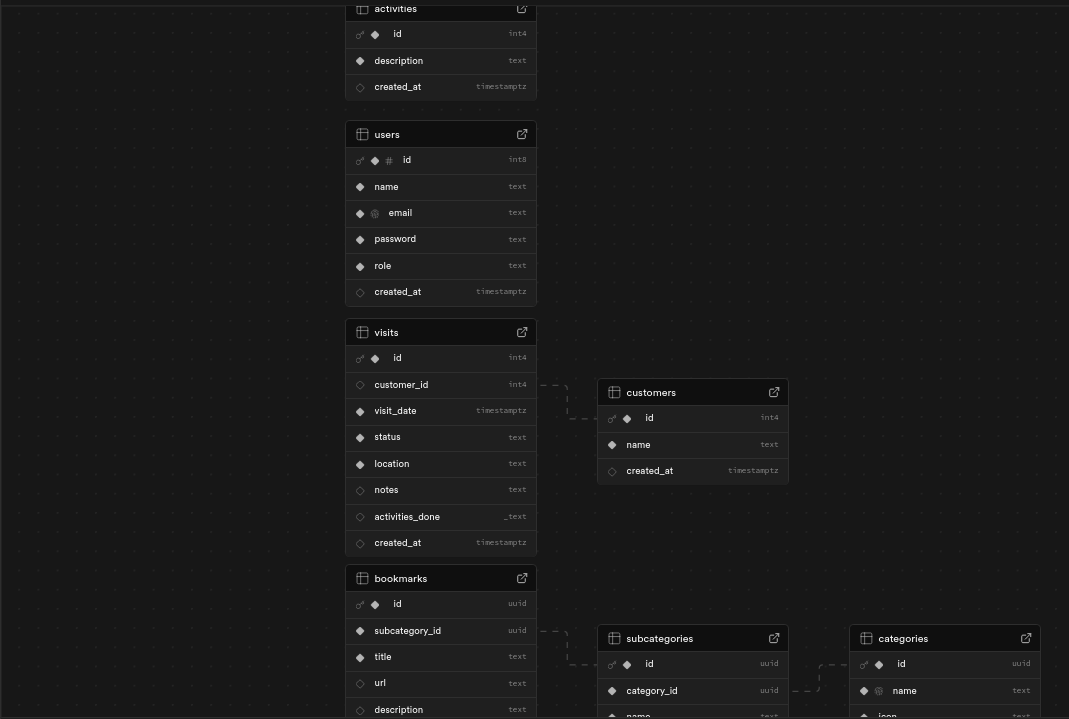 activities
id int4
description text
created_at timestamptz
users
# id int8
name text
email text
password text
role text
created_at timestamptz
visits
id int4
customer_id int4
visit_date timestamptz
status text
location text
notes text
activities_done _text
created_at timestamptz
customers
id int4
name text
created_at timestamptz
bookmarks
id uuid
subcategory_id uuid
title text
url text
description text
subcategories
id uuid
category_id uuid
name text
categories
id uuid
name text
icon text